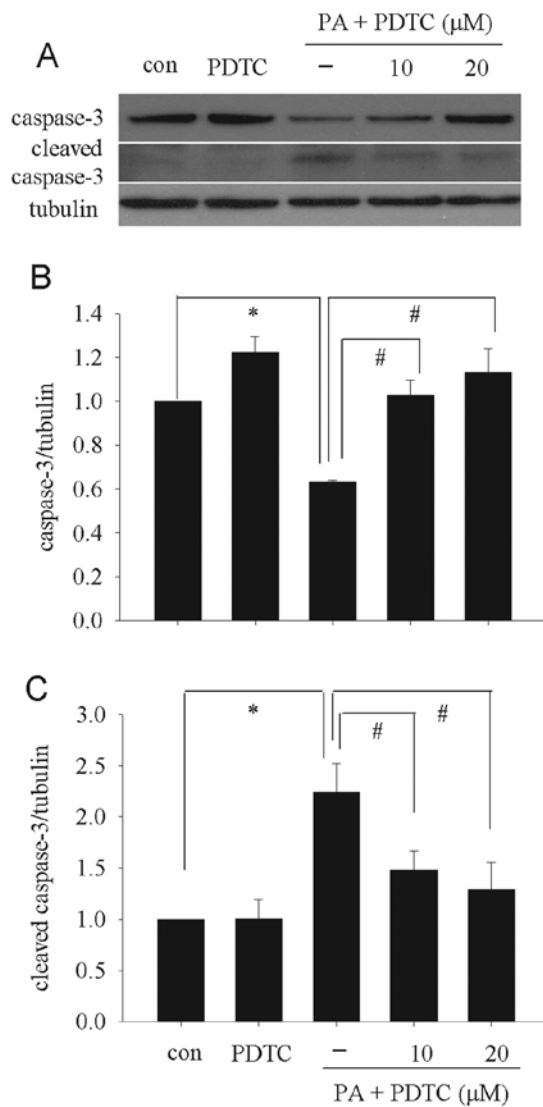 A
PA + PDTC (μM)
con PDTC – 10 20
caspase-3
cleaved
caspase-3
tubulin
B
caspase-3/tubulin
1.4
1.2
1.0
0.8
0.6
0.4
0.2
0.0
* # #
C
cleaved caspase-3/tubulin
3.0
2.5
2.0
1.5
1.0
0.5
0.0
* # #
con PDTC – 10 20
PA + PDTC (μM)